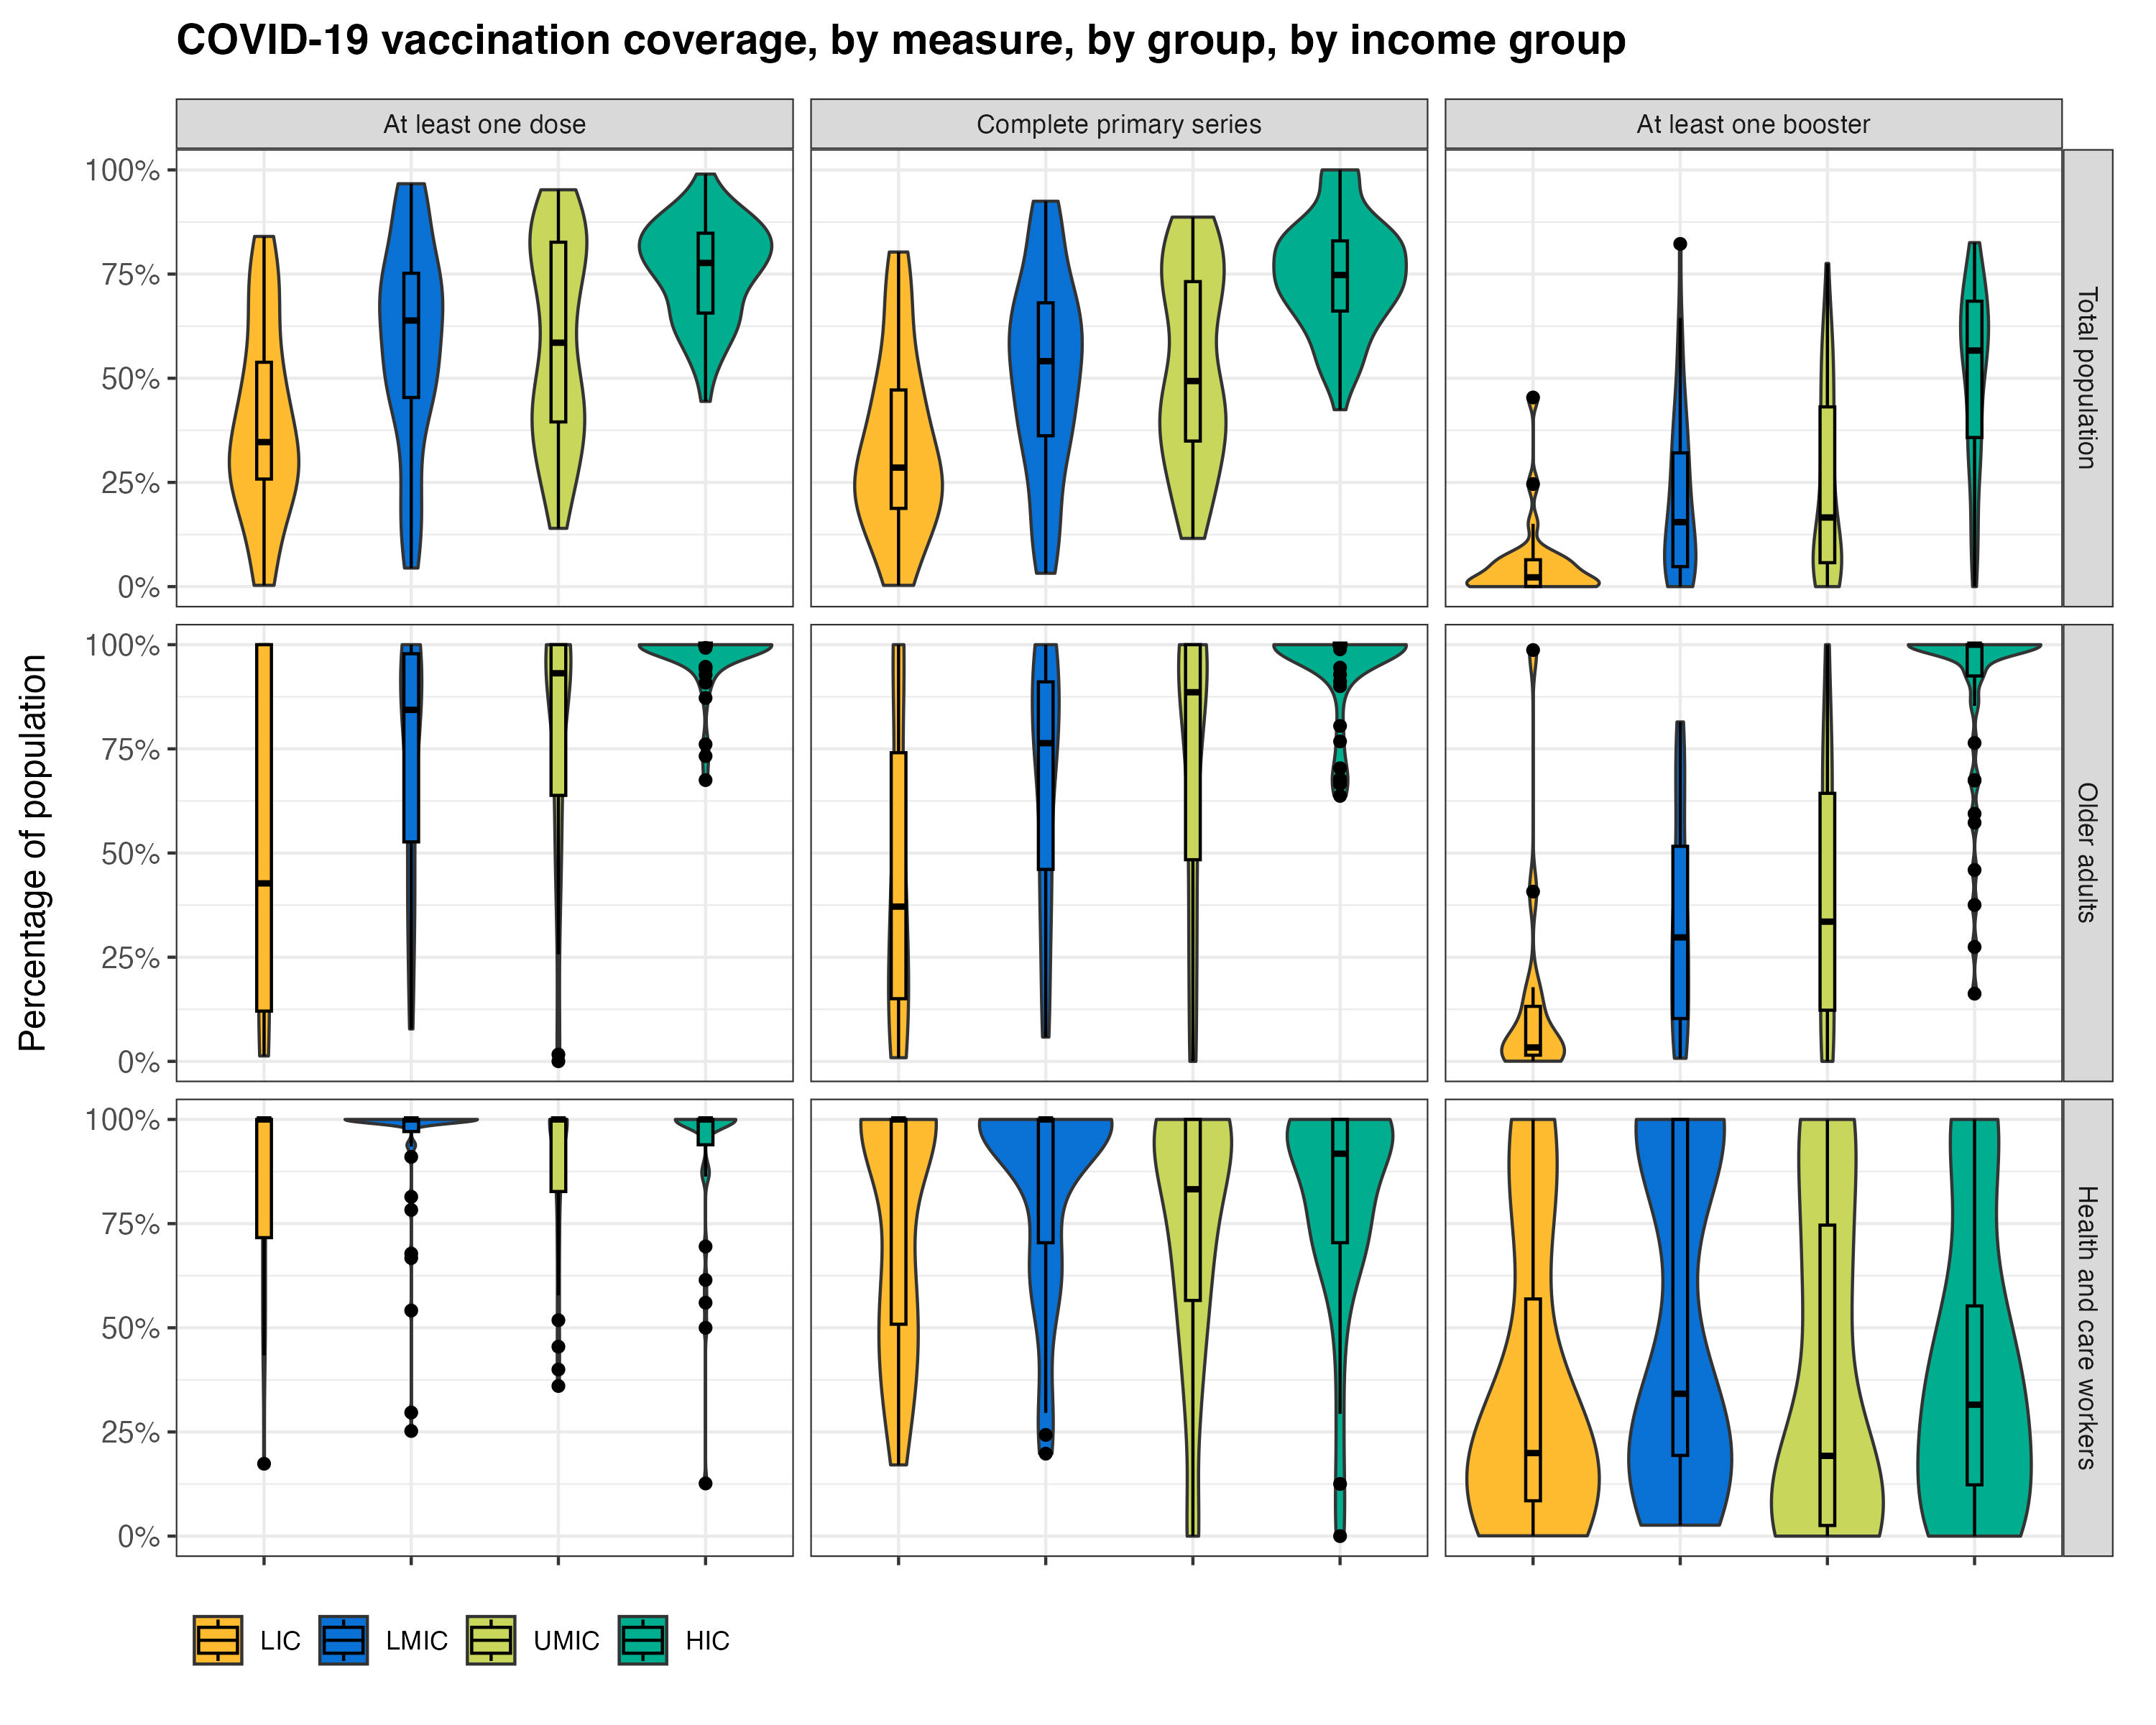 COVID-19 vaccination coverage, by measure, by group, by income group
At least one dose
Complete primary series
At least one booster
Percentage of population
100%
75%
50%
25%
0%
Total population
100%
75%
50%
25%
0%
Older adults
100%
75%
50%
25%
0%
Health and care workers
LIC LMIC UMIC HIC